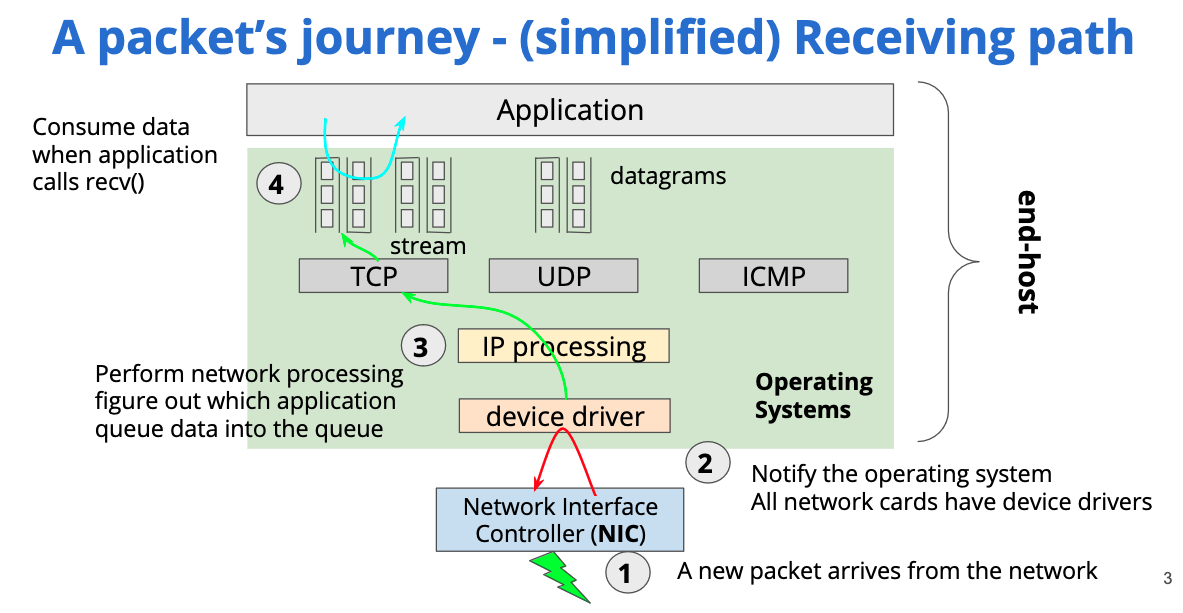 A packet's journey - (simplified) Receiving path
Application
Consume data
when application
calls recv()
4
datagrams
stream
TCP
UDP
ICMP
end-host
3
IP processing
Perform network processing
figure out which application
queue data into the queue
Operating
Systems
device driver
2
Notify the operating system
All network cards have device drivers
Network Interface
Controller (NIC)
1
A new packet arrives from the network
3